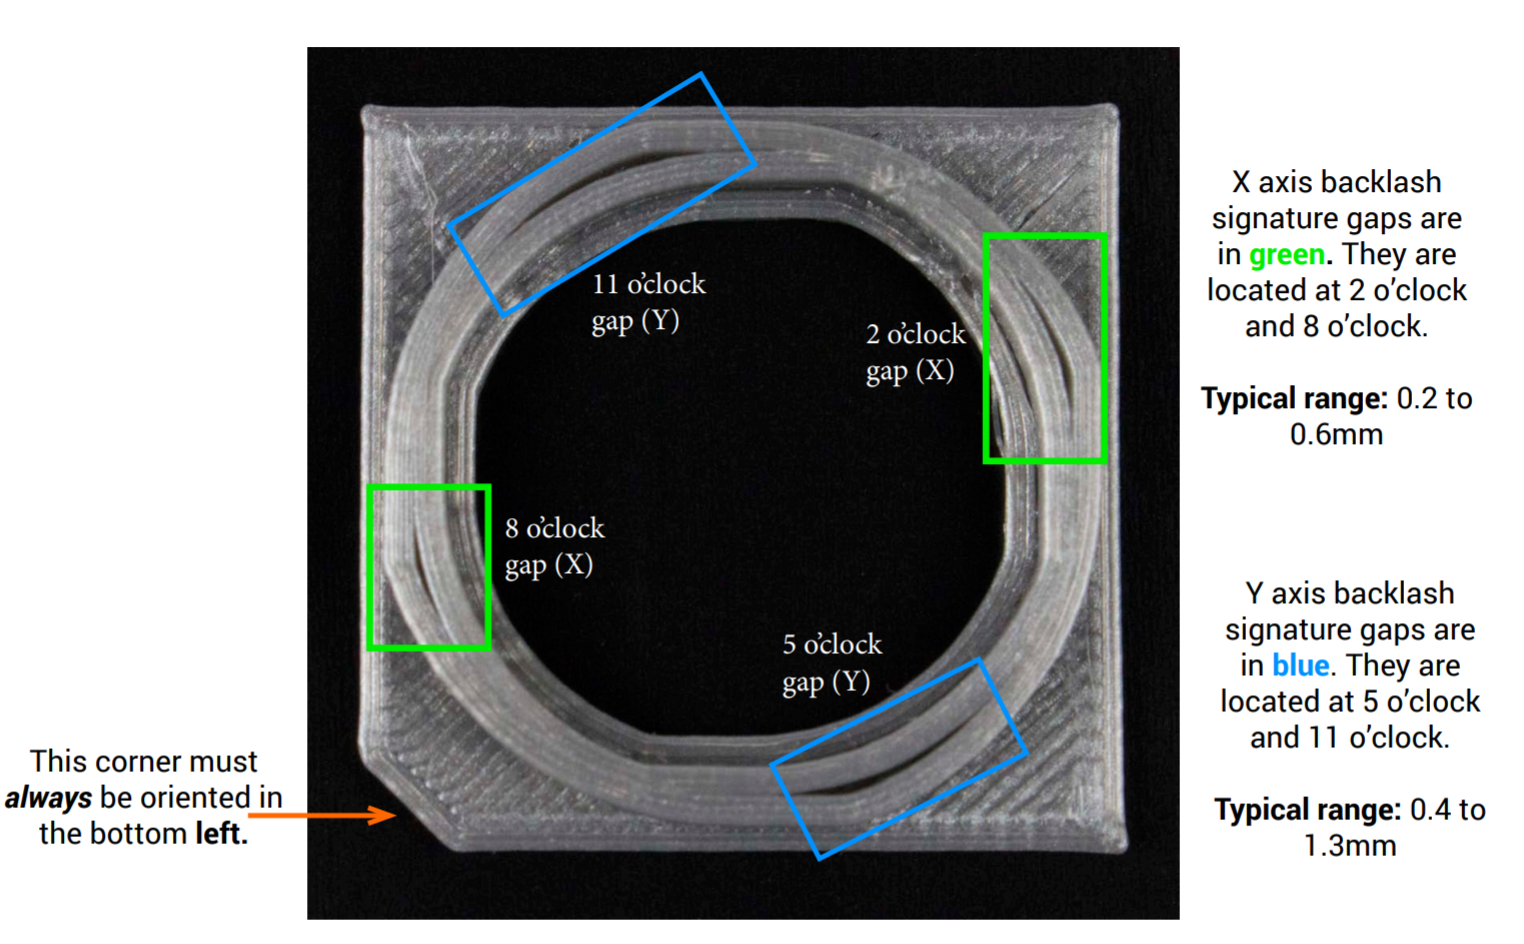 11 o'clock
gap (Y)
2 o'clock
gap (X)
8 o'clock
gap (X)
5 o'clock
gap (Y)
X axis backlash
signature gaps are
in green. They are
located at 2 o'clock
and 8 o'clock.
Typical range: 0.2 to
0.6mm
Y axis backlash
signature gaps are
in blue. They are
located at 5 o'clock
and 11 o'clock.
Typical range: 0.4 to
1.3mm
This corner must
always be oriented in
the bottom left.